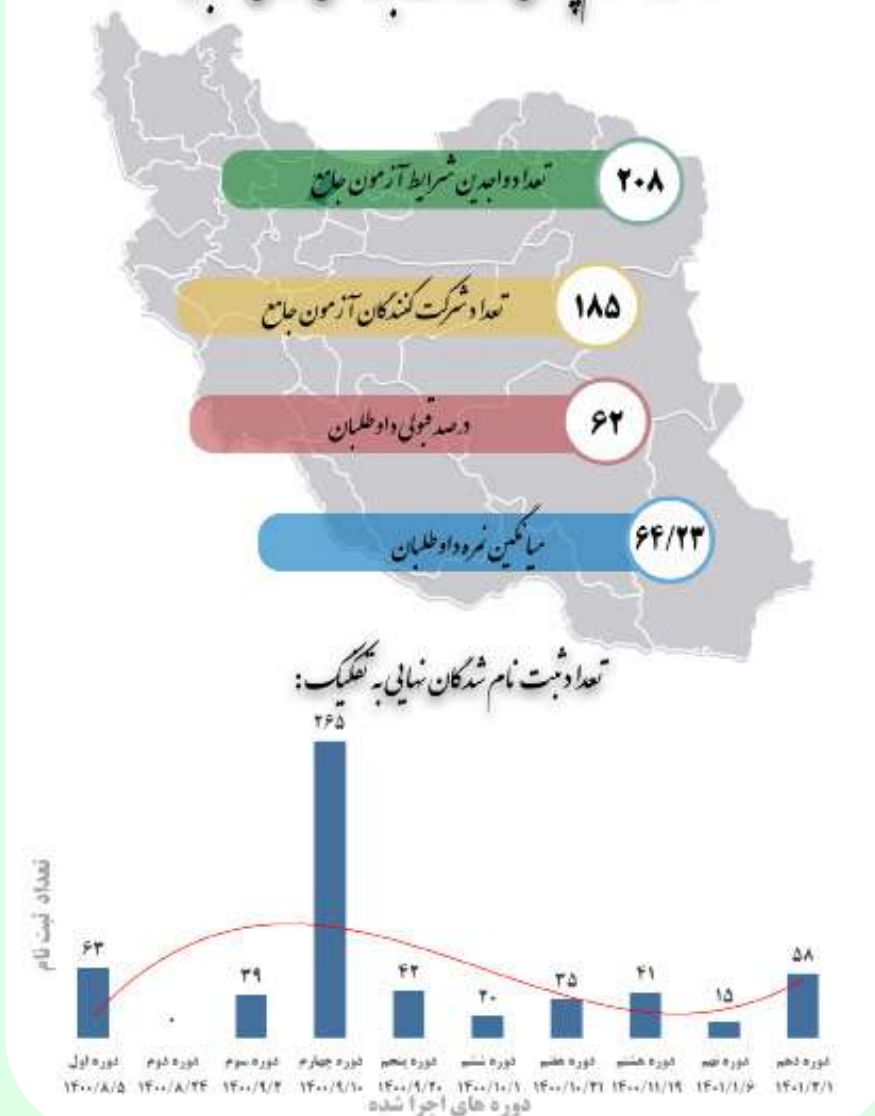 ۲۰۸
تعداد واجدین شرایط آزمون جامع
۱۸۵
تعداد شرکت کنندگان آزمون جامع
۶۲
درصد قبولی داوطلبان
۶۴/۲۳
میانگین نمره داوطلبان
تعداد ثبت نام شدگان نهایی به تفکیک:
تعداد ثبت نام
۶۳
۰
۳۹
۲۶۵
۴۲
۲۰
۳۵
۴۱
۱۵
۵۸
دوره اول دوره دوم دوره سوم دوره چهارم دوره پنجم دوره ششم دوره هفتم دوره هشتم دوره نهم دوره دهم
۱۴۰۰/۸/۵ ۱۴۰۰/۸/۲۴ ۱۴۰۰/۹/۲ ۱۴۰۰/۹/۱۰ ۱۴۰۰/۹/۲۰ ۱۴۰۰/۱۰/۱ ۱۴۰۰/۱۰/۲۱ ۱۴۰۰/۱۱/۱۹ ۱۴۰۱/۱/۶ ۱۴۰۱/۲/۱
دوره های اجرا شده